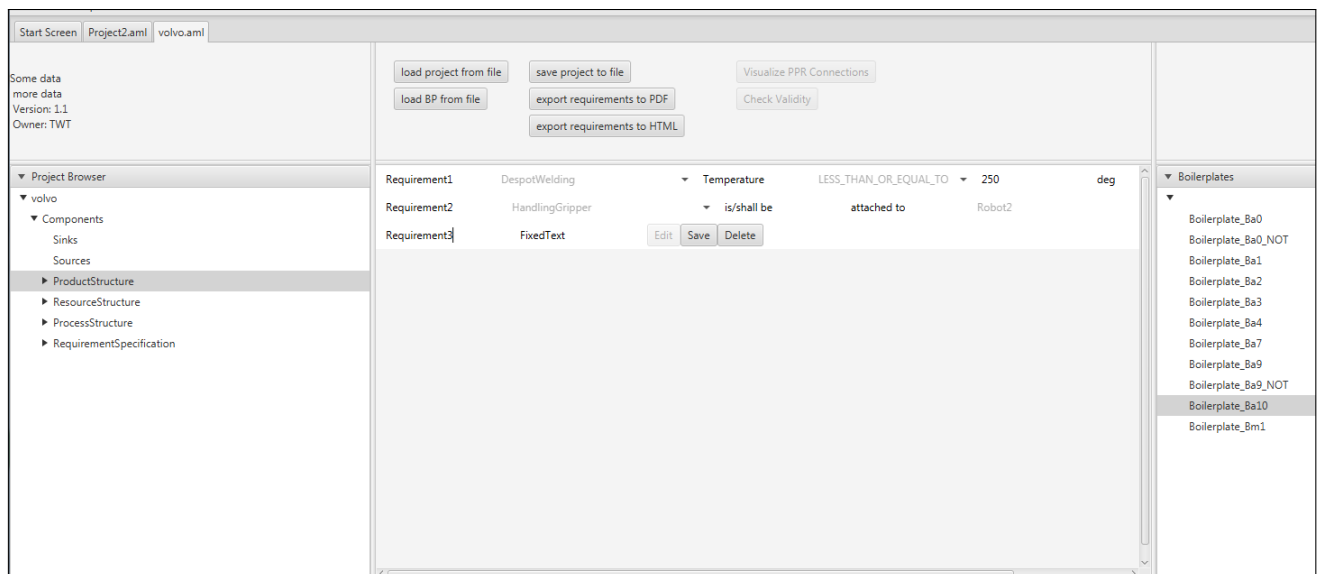 Start Screen Project2.aml volvo.aml
Some data
more data
Version: 1.1
Owner: TWT
load project from file save project to file Visualize PPR Connections
load BP from file export requirements to PDF Check Validity
export requirements to HTML
Project Browser
volvo
Components
Sinks
Sources
ProductStructure
ResourceStructure
ProcessStructure
RequirementSpecification
Requirement1 DespotWelding Temperature LESS_THAN_OR_EQUAL_TO 250 deg
Requirement2 HandlingGripper is/shall be attached to Robot2
Requirement3 FixedText Edit Save Delete
Boilerplates
Boilerplate_Ba0
Boilerplate_Ba0_NOT
Boilerplate_Ba1
Boilerplate_Ba2
Boilerplate_Ba3
Boilerplate_Ba4
Boilerplate_Ba7
Boilerplate_Ba9
Boilerplate_Ba9_NOT
Boilerplate_Ba10
Boilerplate_Bm1